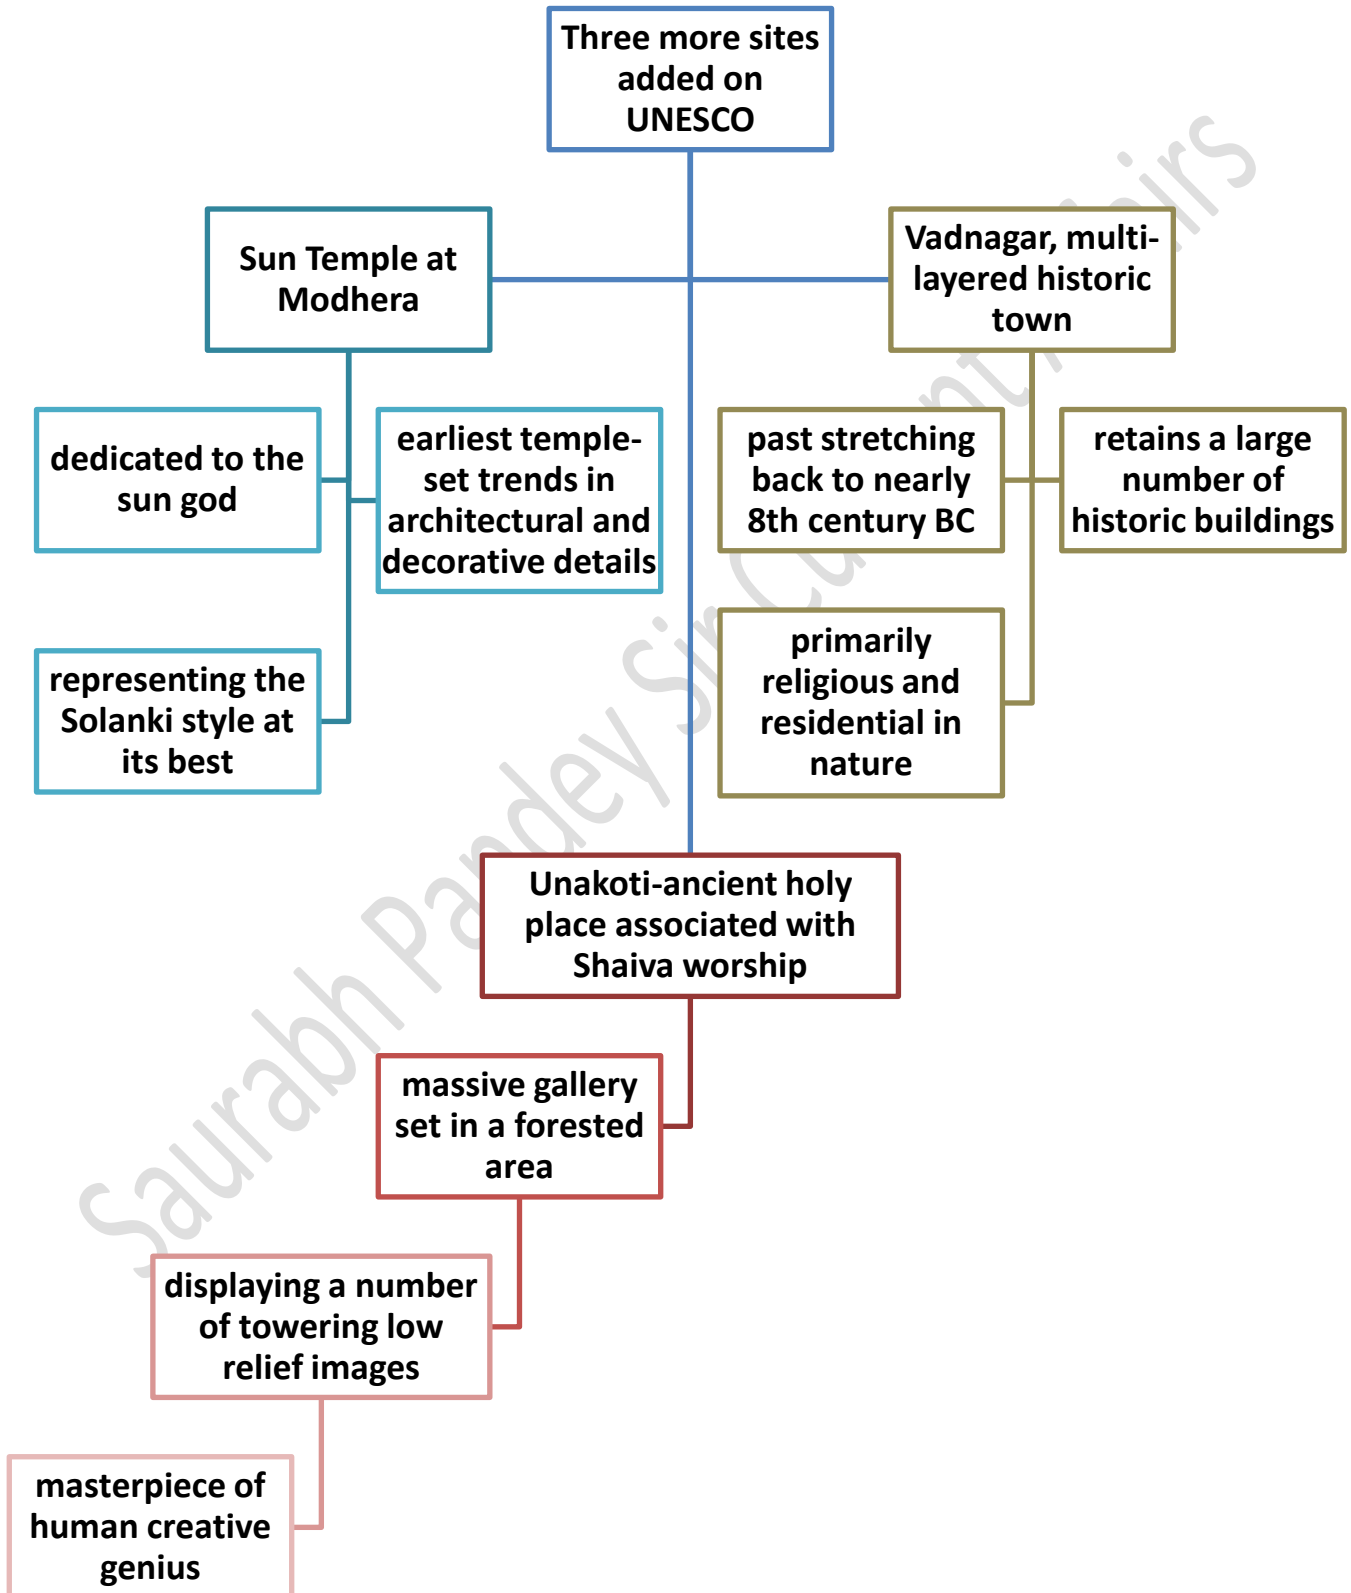 Three more sites
added on
UNESCO
Sun Temple at
Modhera
Vadnagar, multi-
layered historic
town
dedicated to the
sun god
earliest temple-
set trends in
architectural and
decorative details
past stretching
back to nearly
8th century BC
retains a large
number of
historic buildings
representing the
Solanki style at
its best
primarily
religious and
residential in
nature
Unakoti-ancient holy
place associated with
Shaiva worship
massive gallery
set in a forested
area
displaying a number
of towering low
relief images
masterpiece of
human creative
genius
Saurabh Pandey Sir Current Affairs